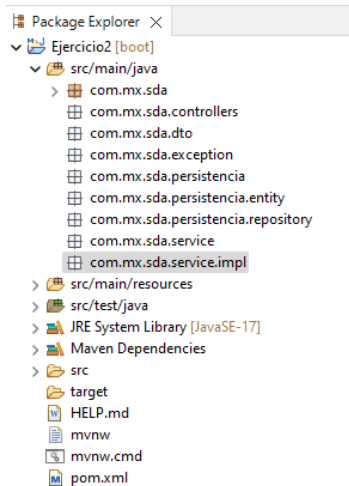 Package Explorer
Ejercicio2 [boot]
src/main/java
com.mx.sda
com.mx.sda.controllers
com.mx.sda.dto
com.mx.sda.exception
com.mx.sda.persistencia
com.mx.sda.persistencia.entity
com.mx.sda.persistencia.repository
com.mx.sda.service
com.mx.sda.service.impl
src/main/resources
src/test/java
JRE System Library [JavaSE-17]
Maven Dependencies
src
target
HELP.md
mvnw
mvnw.cmd
pom.xml